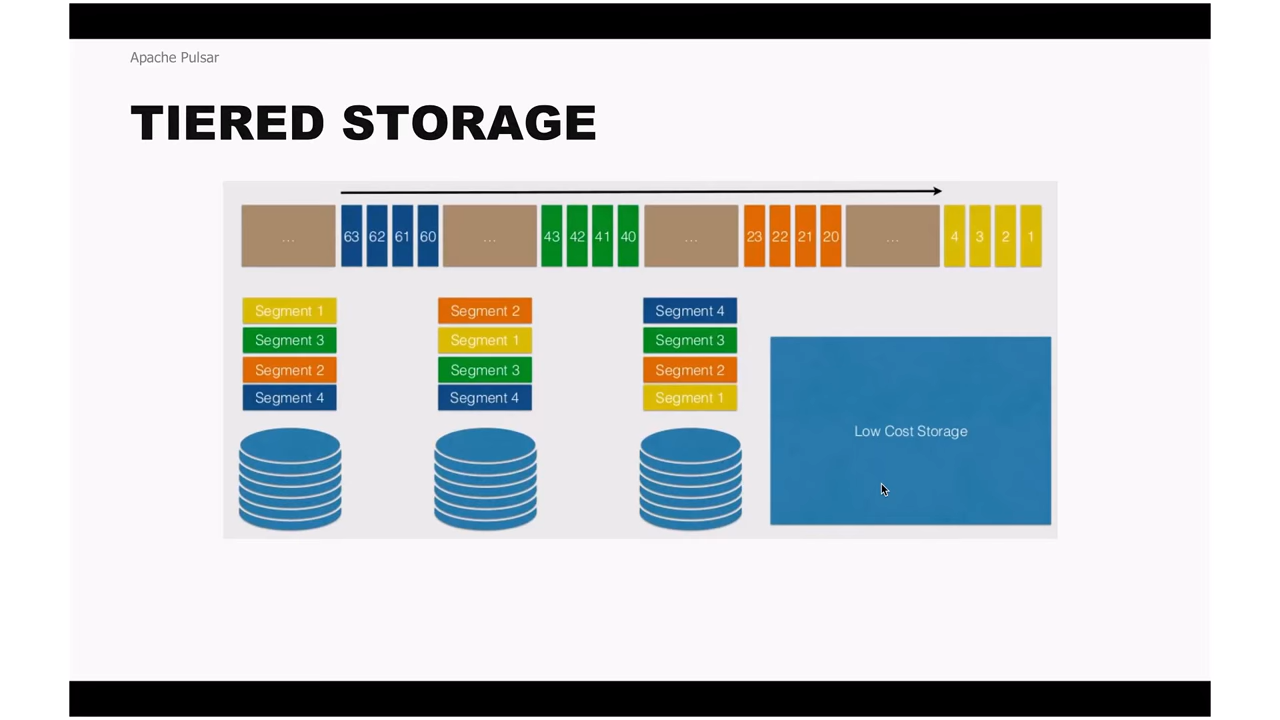 Apache Pulsar
TIERED STORAGE
... 63 62 61 60 ... 43 42 41 40 ... 23 22 21 20 ... 4 3 2 1
Segment 1
Segment 3
Segment 2
Segment 4
Segment 2
Segment 1
Segment 3
Segment 4
Segment 4
Segment 3
Segment 2
Segment 1
Low Cost Storage